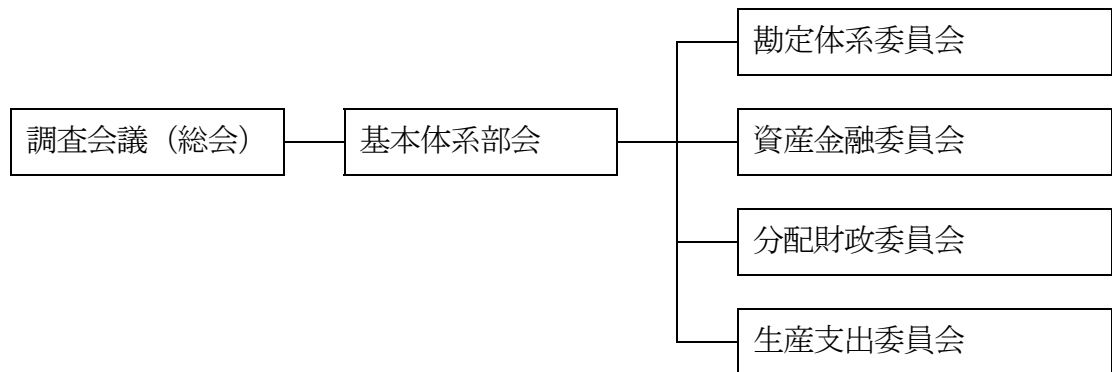 調査会議（総会）
基本体系部会
勘定体系委員会
資産金融委員会
分配財政委員会
生産支出委員会